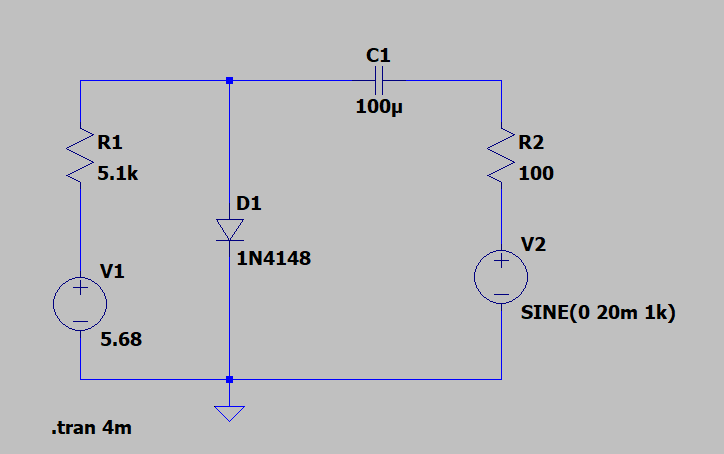 C1
100µ
R1
5.1k
R2
100
D1
1N4148
V1
5.68
V2
SINE(0 20m 1k)
.tran 4m